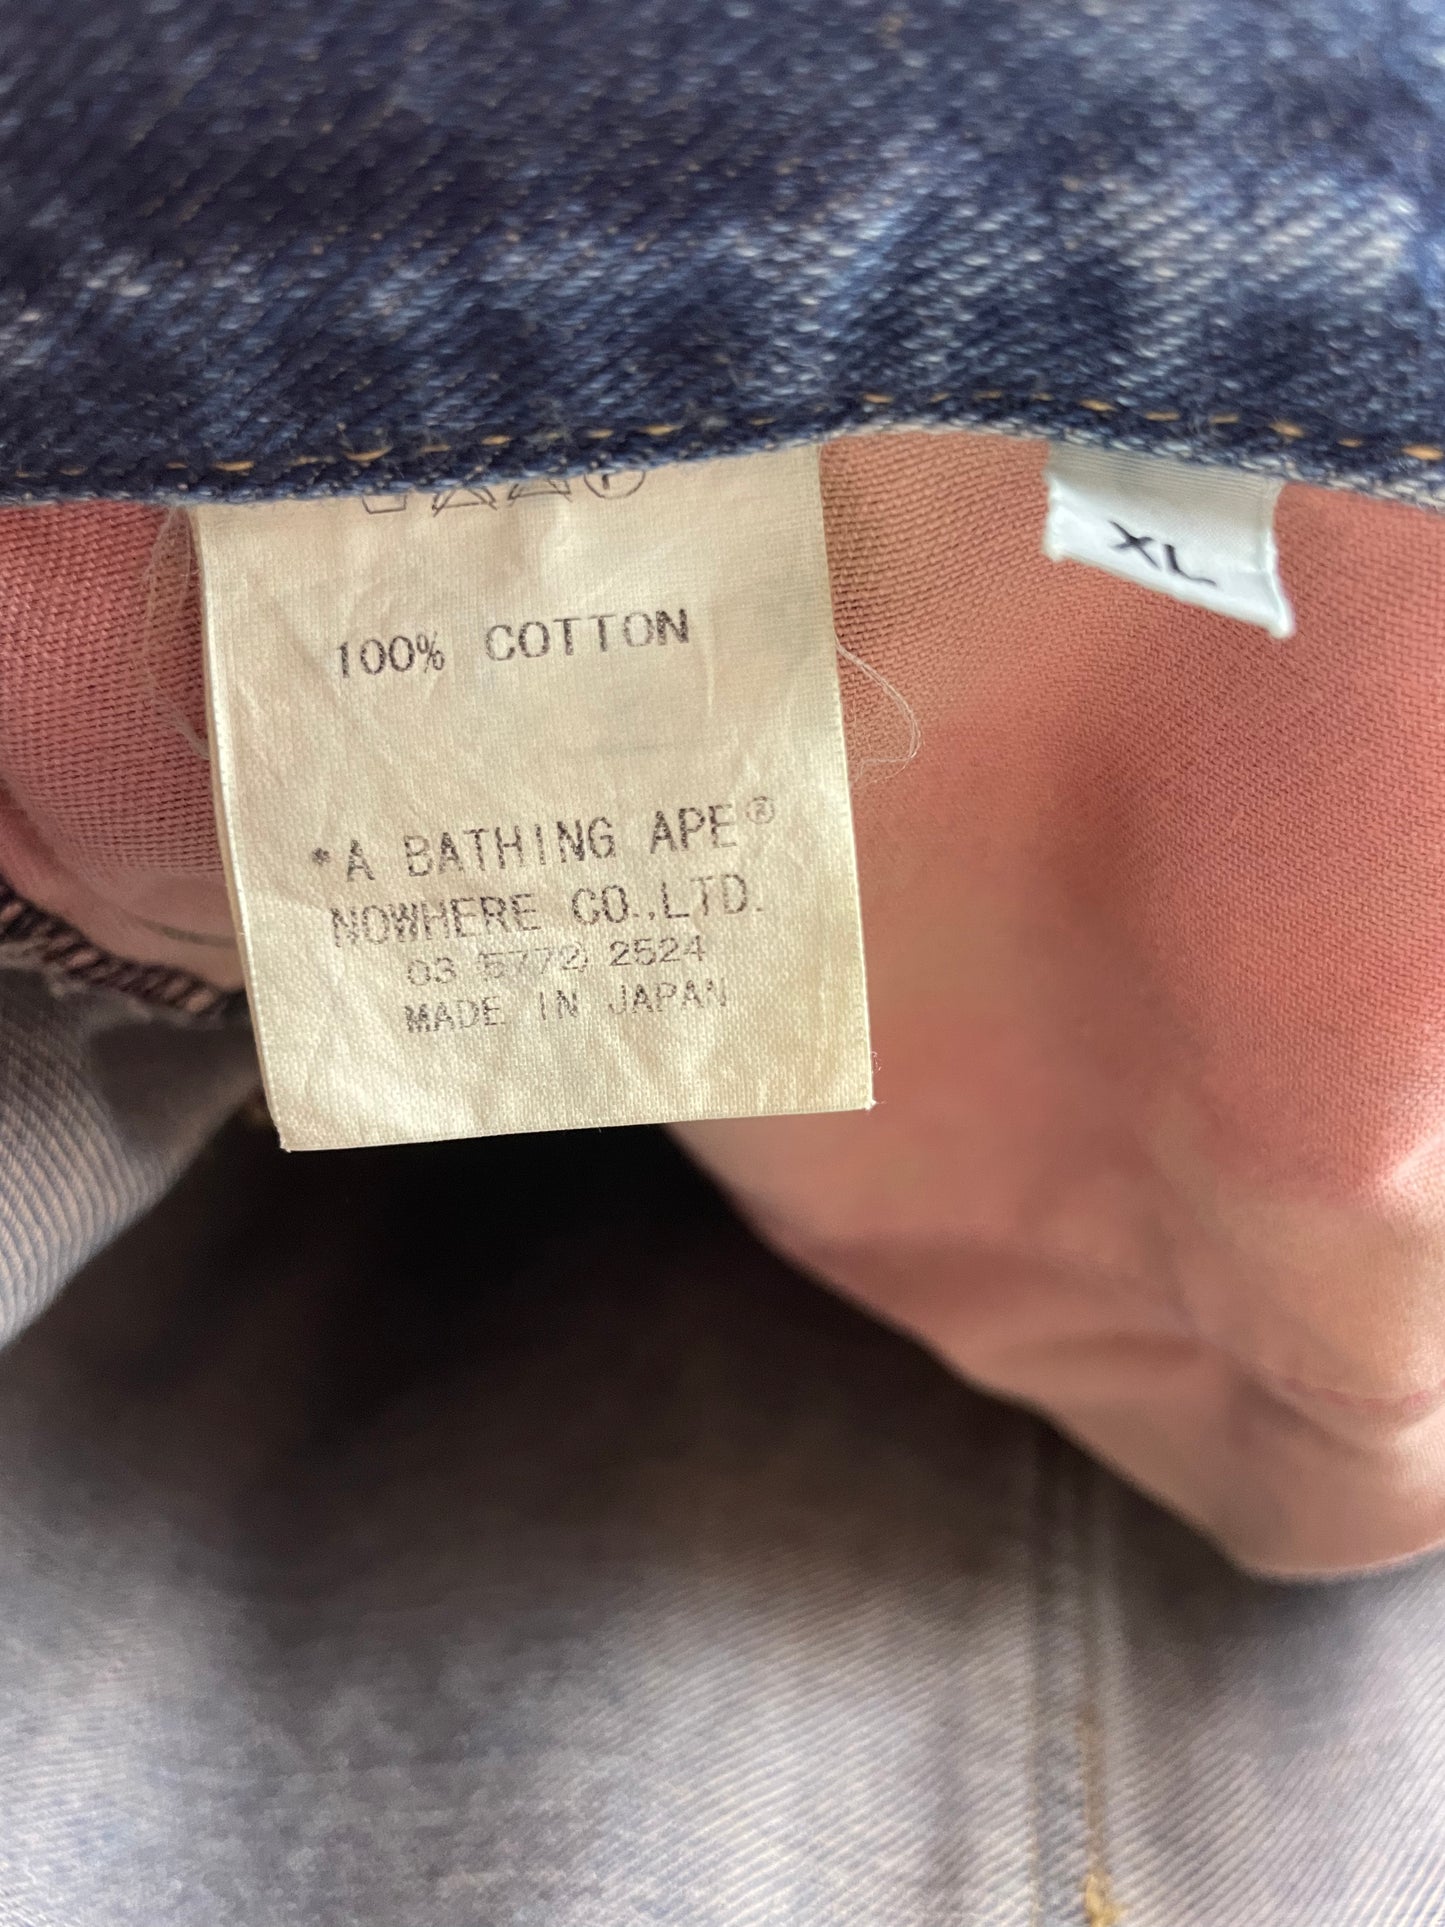 100% COTTON
XL
*A BATHING APE®
NOWHERE CO.,LTD.
03 (5772) 2524
MADE IN JAPAN